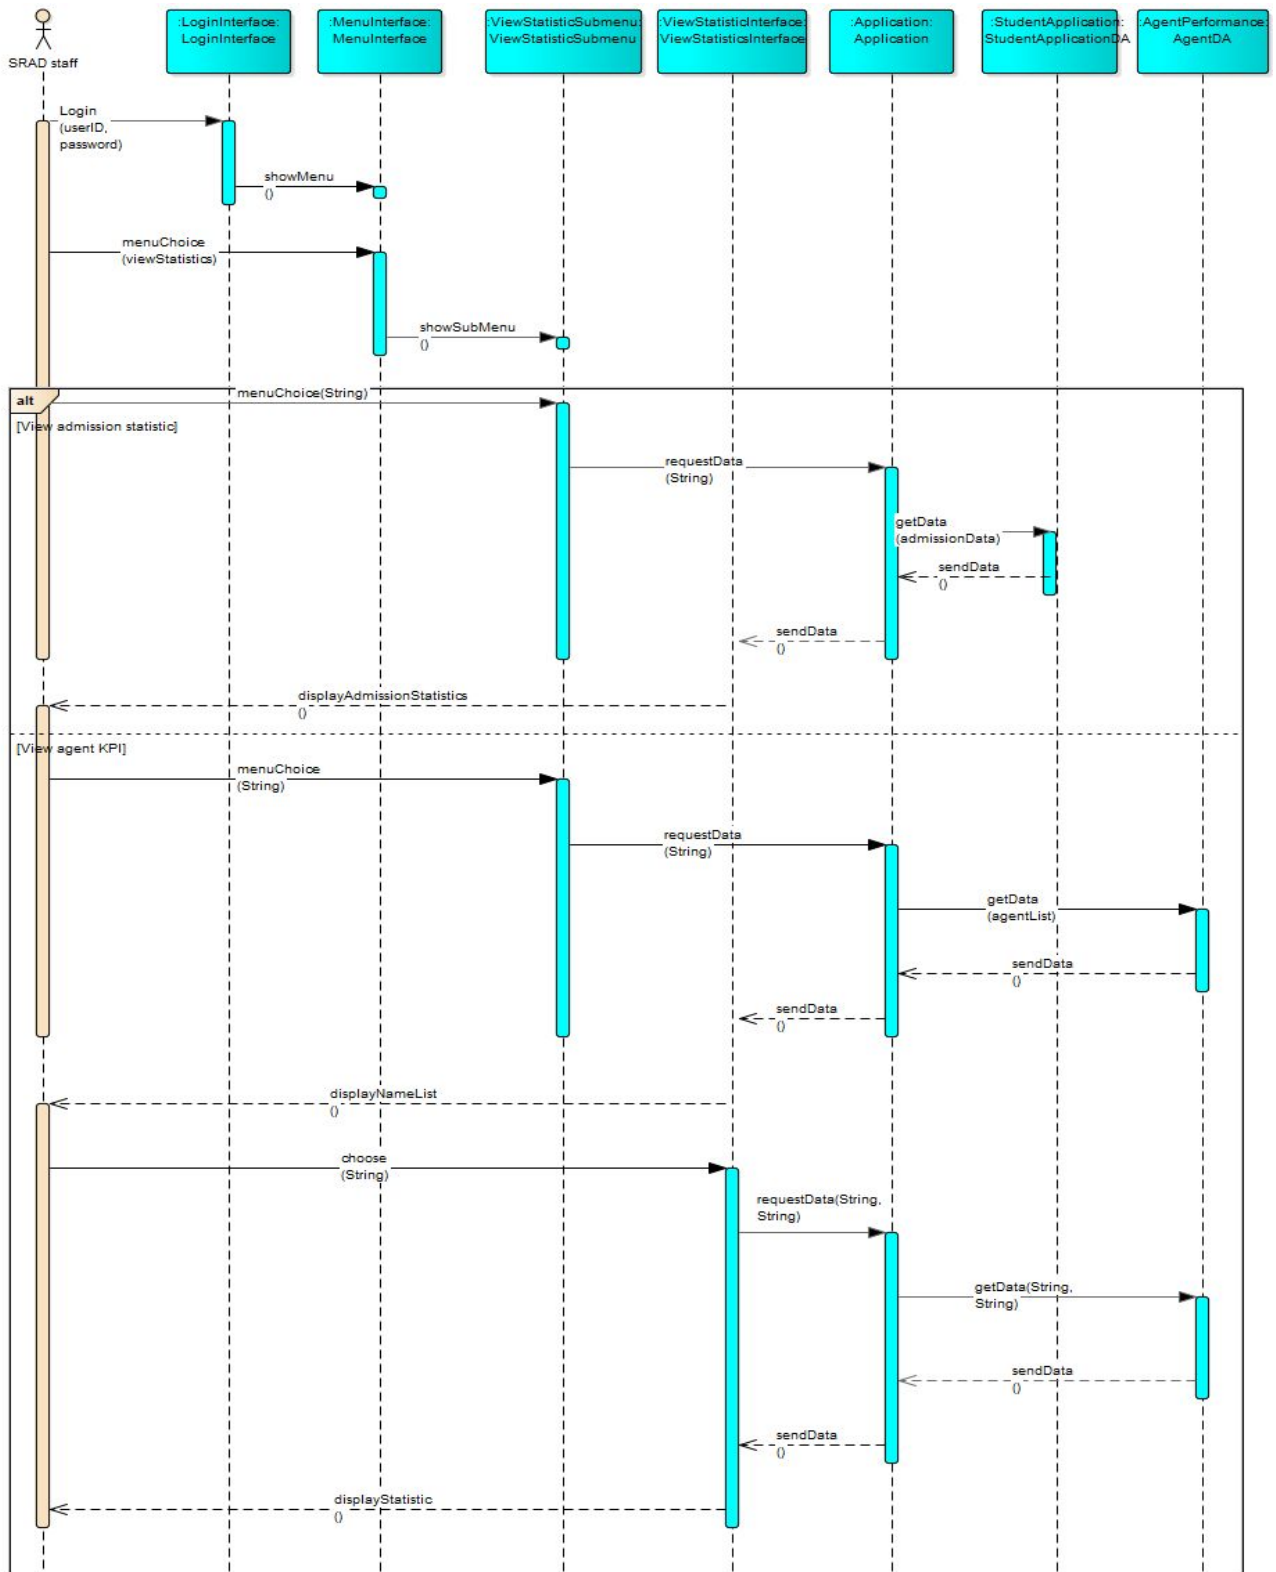 SRAD staff
:LoginInterface:
LoginInterface
:MenuInterface:
MenuInterface
:ViewStatisticSubmenu:
ViewStatisticSubmenu
:ViewStatisticInterface:
ViewStatisticsInterface
:Application:
Application
:StudentApplication:
StudentApplicationDA
:AgentPerformance:
AgentDA
Login
(userID,
password)
showMenu
()
menuChoice
(viewStatistics)
showSubMenu
()
alt
menuChoice(String)
[View admission statistic]
requestData
(String)
getData
(admissionData)
sendData
()
sendData
()
displayAdmissionStatistics
()
[View agent KPI]
menuChoice
(String)
requestData
(String)
getData
(agentList)
sendData
()
sendData
()
displayNameList
()
choose
(String)
requestData(String,
String)
getData(String,
String)
sendData
()
sendData
()
displayStatistic
()